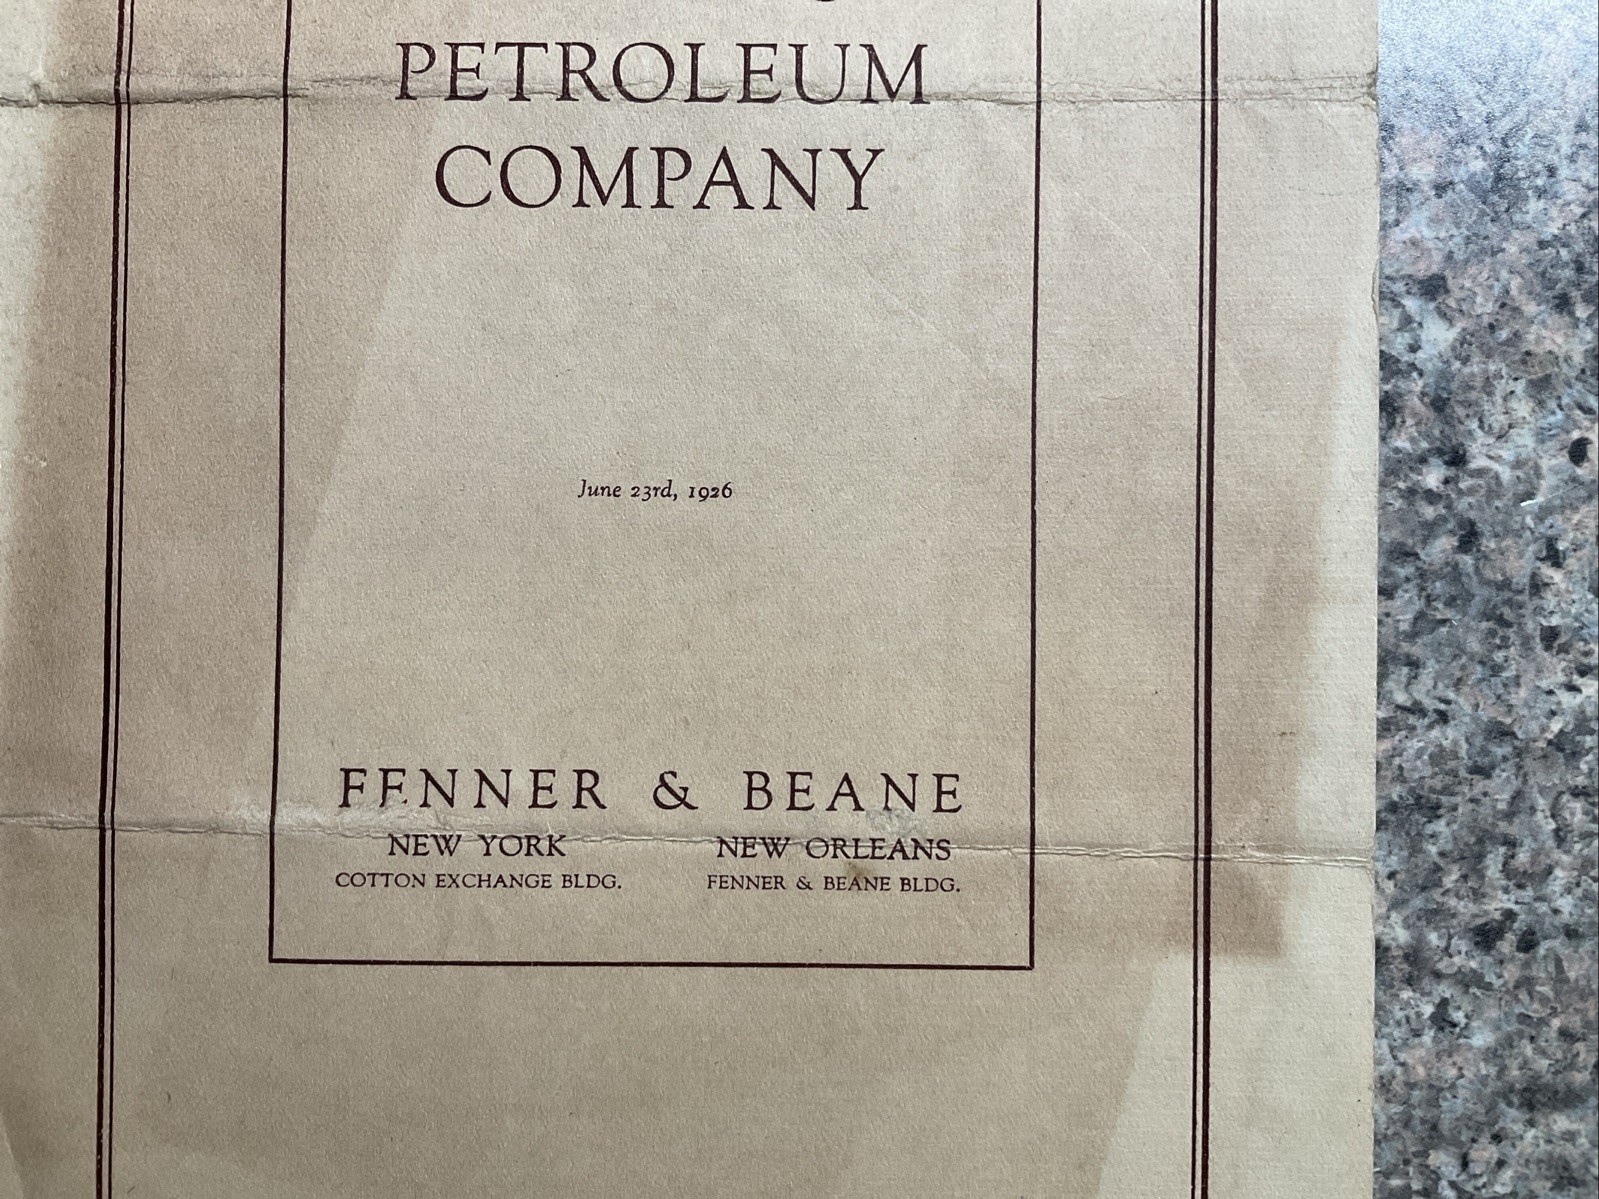 PETROLEUM
COMPANY
June 23rd, 1926
FENNER & BEANE
NEW YORK
COTTON EXCHANGE BLDG.
NEW ORLEANS
FENNER & BEANE BLDG.